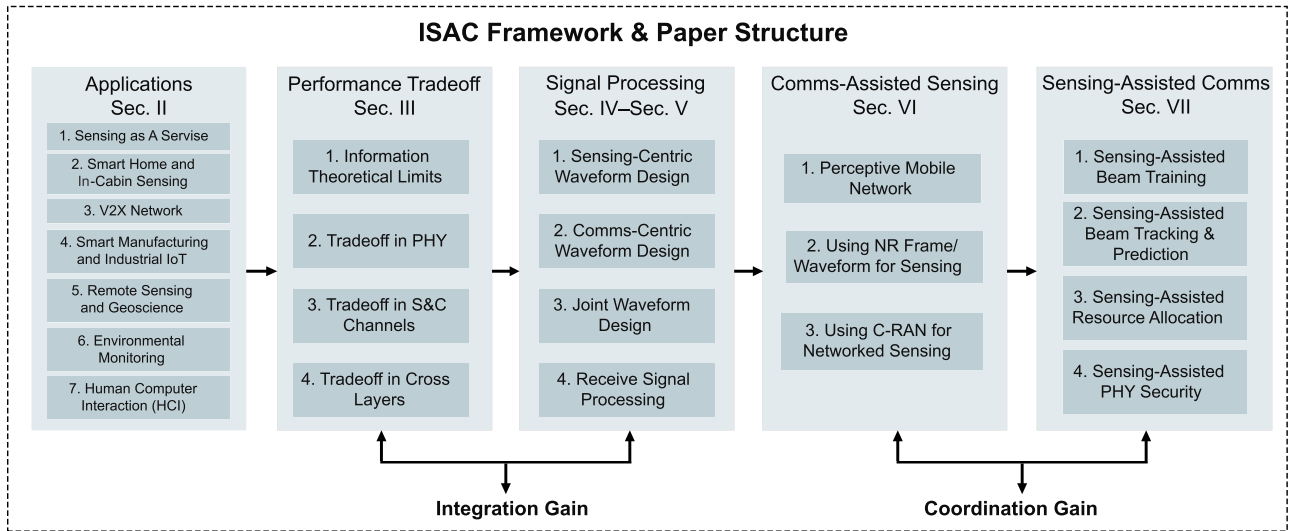 ISAC Framework & Paper Structure
Applications
Sec. II
1. Sensing as A Servise
2. Smart Home and
In-Cabin Sensing
3. V2X Network
4. Smart Manufacturing
and Industrial IoT
5. Remote Sensing
and Geoscience
6. Environmental
Monitoring
7. Human Computer
Interaction (HCI)
Performance Tradeoff
Sec. III
1. Information
Theoretical Limits
2. Tradeoff in PHY
3. Tradeoff in S&C
Channels
4. Tradeoff in Cross
Layers
Signal Processing
Sec. IV–Sec. V
1. Sensing-Centric
Waveform Design
2. Comms-Centric
Waveform Design
3. Joint Waveform
Design
4. Receive Signal
Processing
Comms-Assisted Sensing
Sec. VI
1. Perceptive Mobile
Network
2. Using NR Frame/
Waveform for Sensing
3. Using C-RAN for
Networked Sensing
Sensing-Assisted Comms
Sec. VII
1. Sensing-Assisted
Beam Training
2. Sensing-Assisted
Beam Tracking &
Prediction
3. Sensing-Assisted
Resource Allocation
4. Sensing-Assisted
PHY Security
Integration Gain
Coordination Gain